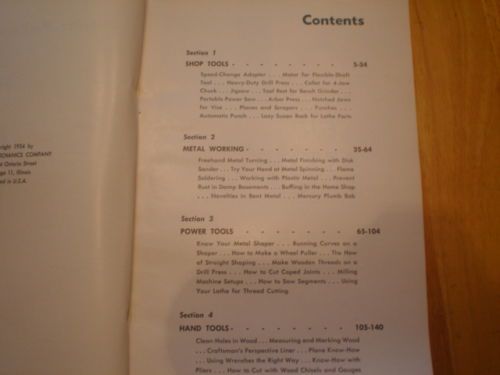 Contents
Section 1
SHOP TOOLS - - - - - - - - 5-34
Speed-Change Adapter . . . Motor for Flexible-Shaft
Tool . . . Heavy-Duty Drill Press . . . Collet for 4-Jaw
Chuck . . . Jigsaw . . . Tool Rest for Bench Grinder . . .
Portable Power Saw . . . Arbor Press . . . Notched Jaws
for Vise . . . Planes and Scrapers . . . Punches . . .
Automatic Punch . . . Lazy Susan Rack for Lathe Parts
Section 2
METAL WORKING - - - - - - - 35-64
Freehand Metal Turning . . . Metal Finishing with Disk
Sander . . . Try Your Hand at Metal Spinning . . . Flame
Soldering . . . Working with Plastic Metal . . . Prevent
Rust in Damp Basements . . . Buffing in the Home Shop
. . . Novelties in Bent Metal . . . Mercury Plumb Bob
Section 3
POWER TOOLS - - - - - - - 65-104
Know Your Metal Shaper . . . Running Curves on a
Shaper . . . How to Make a Wheel Puller . . . The How
of Straight Shaping . . . Make Wooden Threads on a
Drill Press . . . How to Cut Coped Joints . . . Milling
Machine Setups . . . How to Saw Segments . . . Using
Your Lathe for Thread Cutting
Section 4
HAND TOOLS - - - - - - - 105-140
Clean Holes in Wood . . . Measuring and Marking Wood
. . . Craftsman's Perspective Liner . . . Plane Know-How
. . . Using Wrenches the Right Way . . . Know-How with
Pliers . . . How to Cut with Wood Chisels and Gouges
right 1954 by
ECHANICS COMPANY
st Ontario Street
go 11, Illinois
ed in U.S.A.